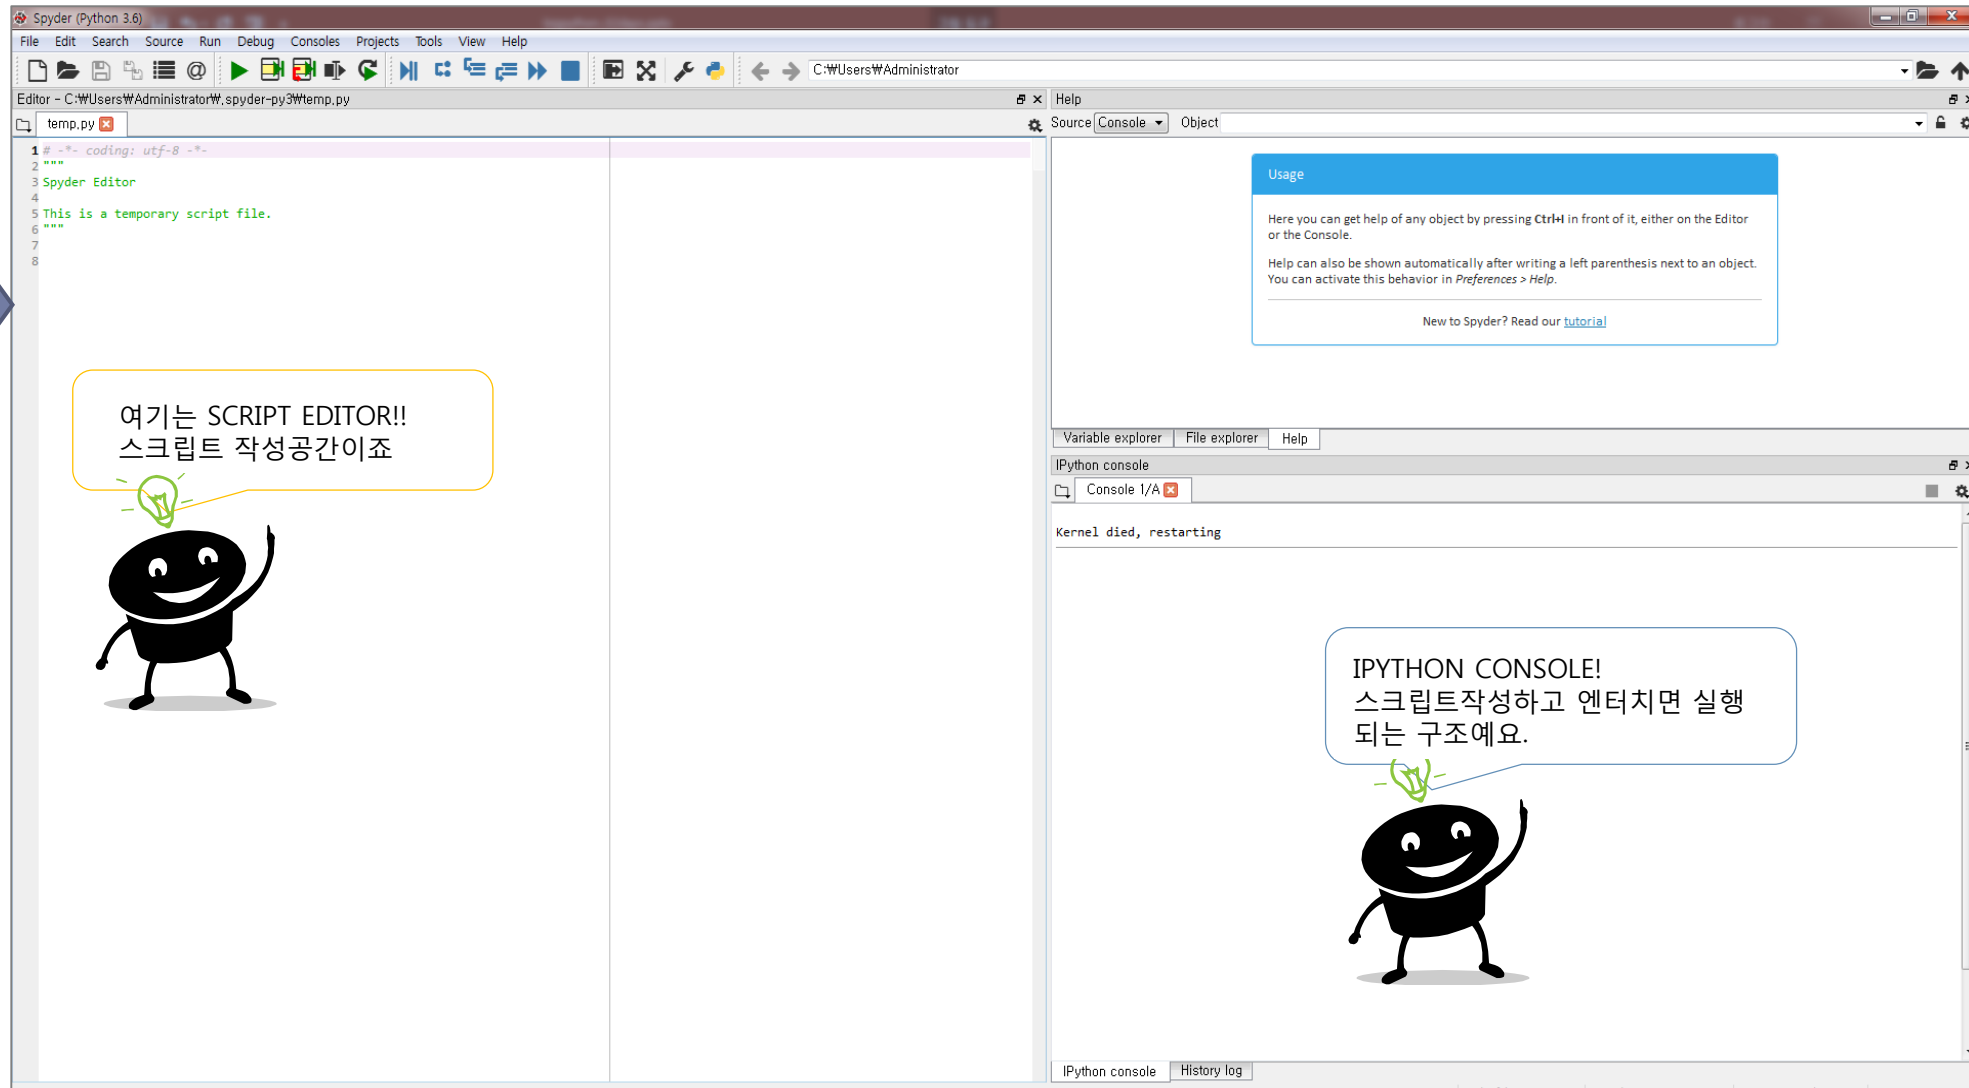 Spyder (Python 3.6)
File Edit Search Source Run Debug Consoles Projects Tools View Help
C:₩Users₩Administrator
Editor - C:₩Users₩Administrator₩.spyder-py3₩temp.py
temp.py
1 # -*- coding: utf-8 -*-
2 """
3 Spyder Editor
4
5 This is a temporary script file.
6 """
7
8
여기는 SCRIPT EDITOR!!
스크립트 작성공간이죠
Help
Source Console Object
Usage
Here you can get help of any object by pressing Ctrl+I in front of it, either on the Editor
or the Console.
Help can also be shown automatically after writing a left parenthesis next to an object.
You can activate this behavior in Preferences > Help.
New to Spyder? Read our tutorial
Variable explorer File explorer Help
IPython console
Console 1/A
Kernel died, restarting
IPYTHON CONSOLE!
스크립트작성하고 엔터치면 실행
되는 구조예요.
IPython console History log